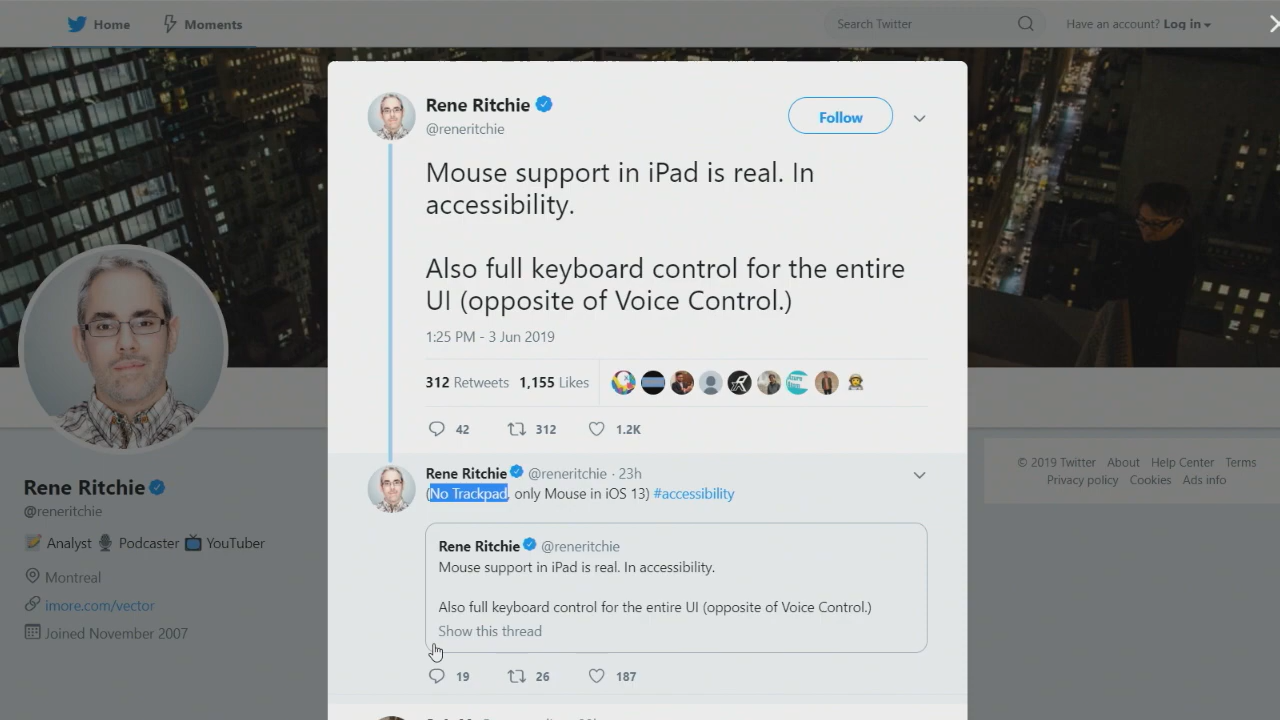 Home
Moments
Search Twitter
Have an account? Log in
Rene Ritchie
@reneritchie
Follow
Mouse support in iPad is real. In
accessibility.
Also full keyboard control for the entire
UI (opposite of Voice Control.)
1:25 PM - 3 Jun 2019
312 Retweets 1,155 Likes
42 312 1.2K
Rene Ritchie @reneritchie · 23h
(No Trackpad, only Mouse in iOS 13) #accessibility
Rene Ritchie @reneritchie
Mouse support in iPad is real. In accessibility.
Also full keyboard control for the entire UI (opposite of Voice Control.)
Show this thread
19 26 187
Rene Ritchie
@reneritchie
Analyst Podcaster YouTuber
Montreal
imore.com/vector
Joined November 2007
© 2019 Twitter About Help Center Terms
Privacy policy Cookies Ads info